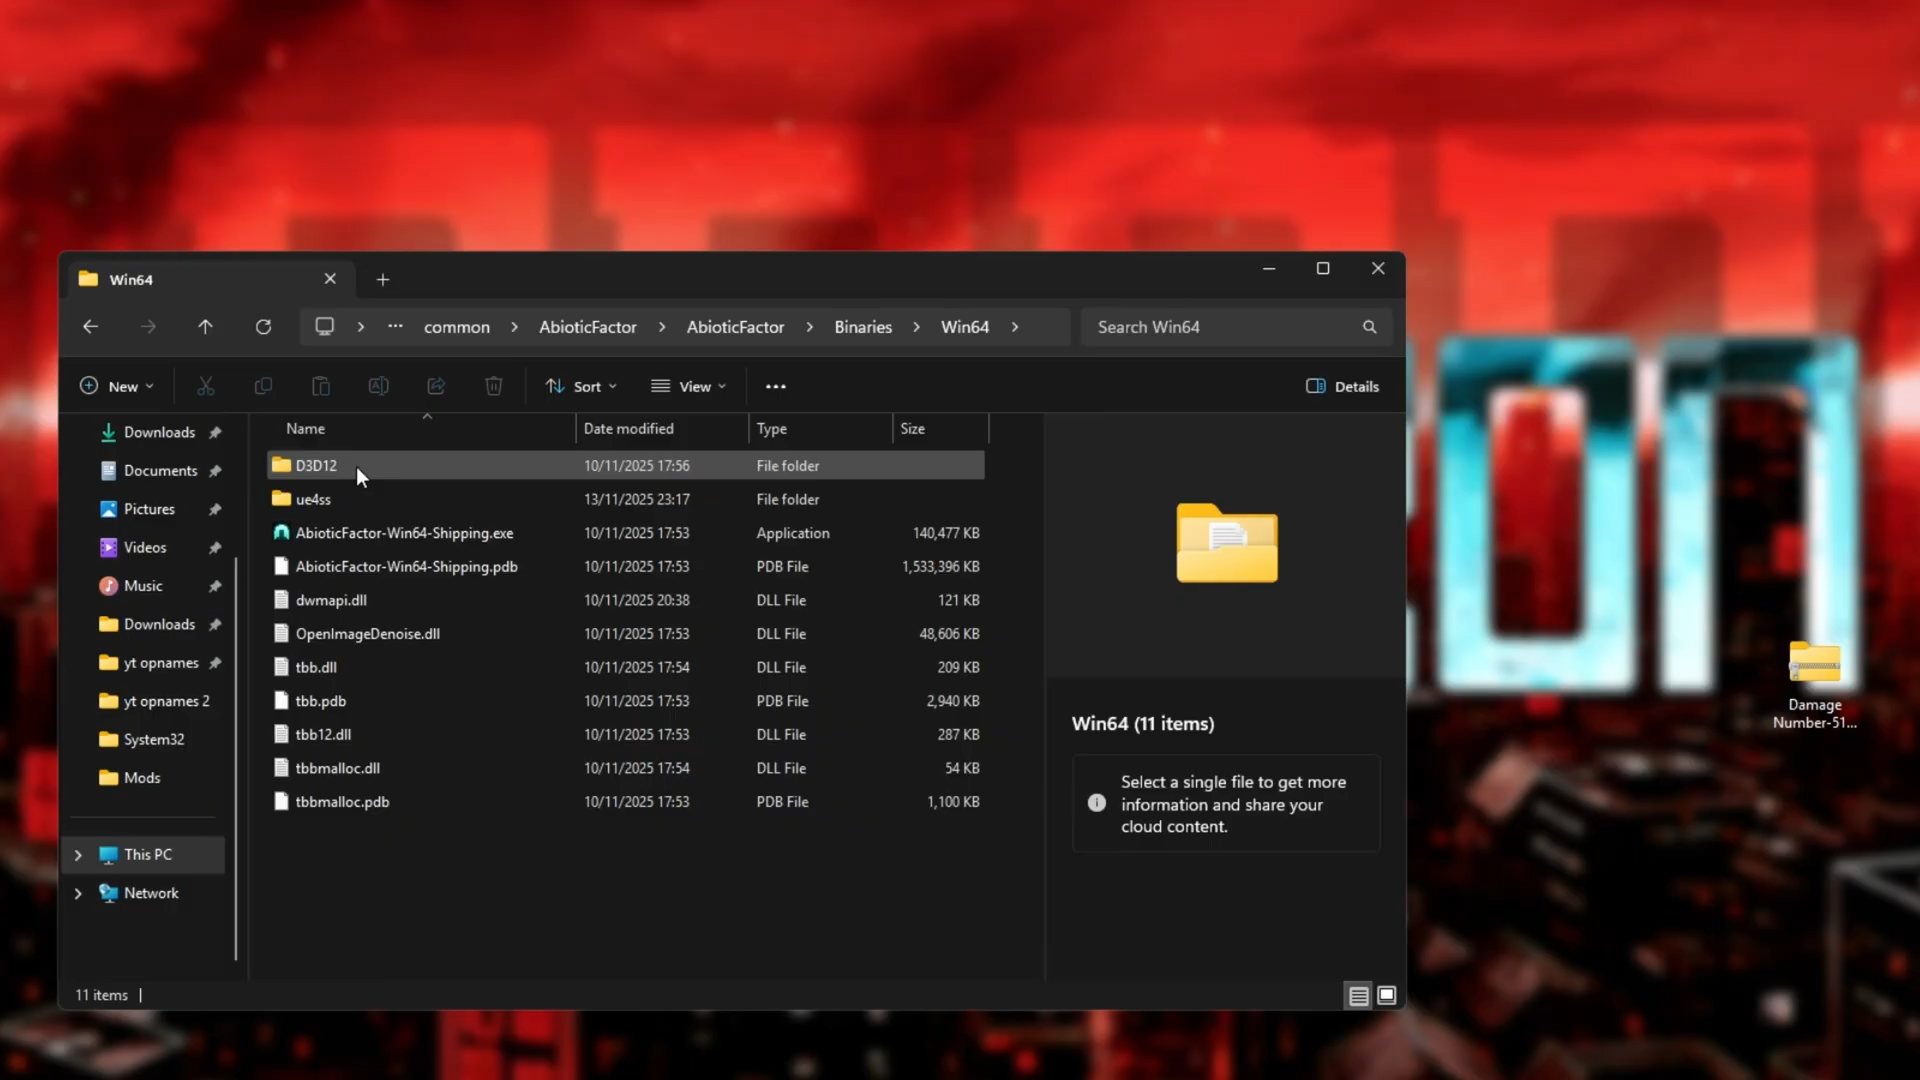 Win64
common
AbioticFactor
AbioticFactor
Binaries
Win64
Search Win64
New
Sort
View
Details
Name
Date modified
Type
Size
Downloads
Documents
Pictures
Videos
Music
Downloads
yt opnames
yt opnames 2
System32
Mods
This PC
Network
D3D12 10/11/2025 17:56 File folder
ue4ss 13/11/2025 23:17 File folder
AbioticFactor-Win64-Shipping.exe 10/11/2025 17:53 Application 140,477 KB
AbioticFactor-Win64-Shipping.pdb 10/11/2025 17:53 PDB File 1,533,396 KB
dwmapi.dll 10/11/2025 20:38 DLL File 121 KB
OpenImageDenoise.dll 10/11/2025 17:53 DLL File 48,606 KB
tbb.dll 10/11/2025 17:54 DLL File 209 KB
tbb.pdb 10/11/2025 17:53 PDB File 2,940 KB
tbb12.dll 10/11/2025 17:53 DLL File 287 KB
tbbmalloc.dll 10/11/2025 17:54 DLL File 54 KB
tbbmalloc.pdb 10/11/2025 17:53 PDB File 1,100 KB
Win64 (11 items)
Select a single file to get more
information and share your
cloud content.
11 items
Damage
Number-51...